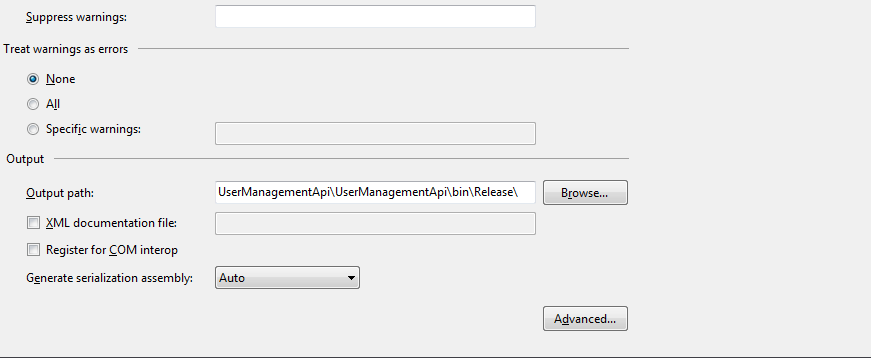 Suppress warnings:
Treat warnings as errors
None
All
Specific warnings:
Output
Output path: UserManagementApi\UserManagementApi\bin\Release\ Browse...
XML documentation file:
Register for COM interop
Generate serialization assembly: Auto
Advanced...